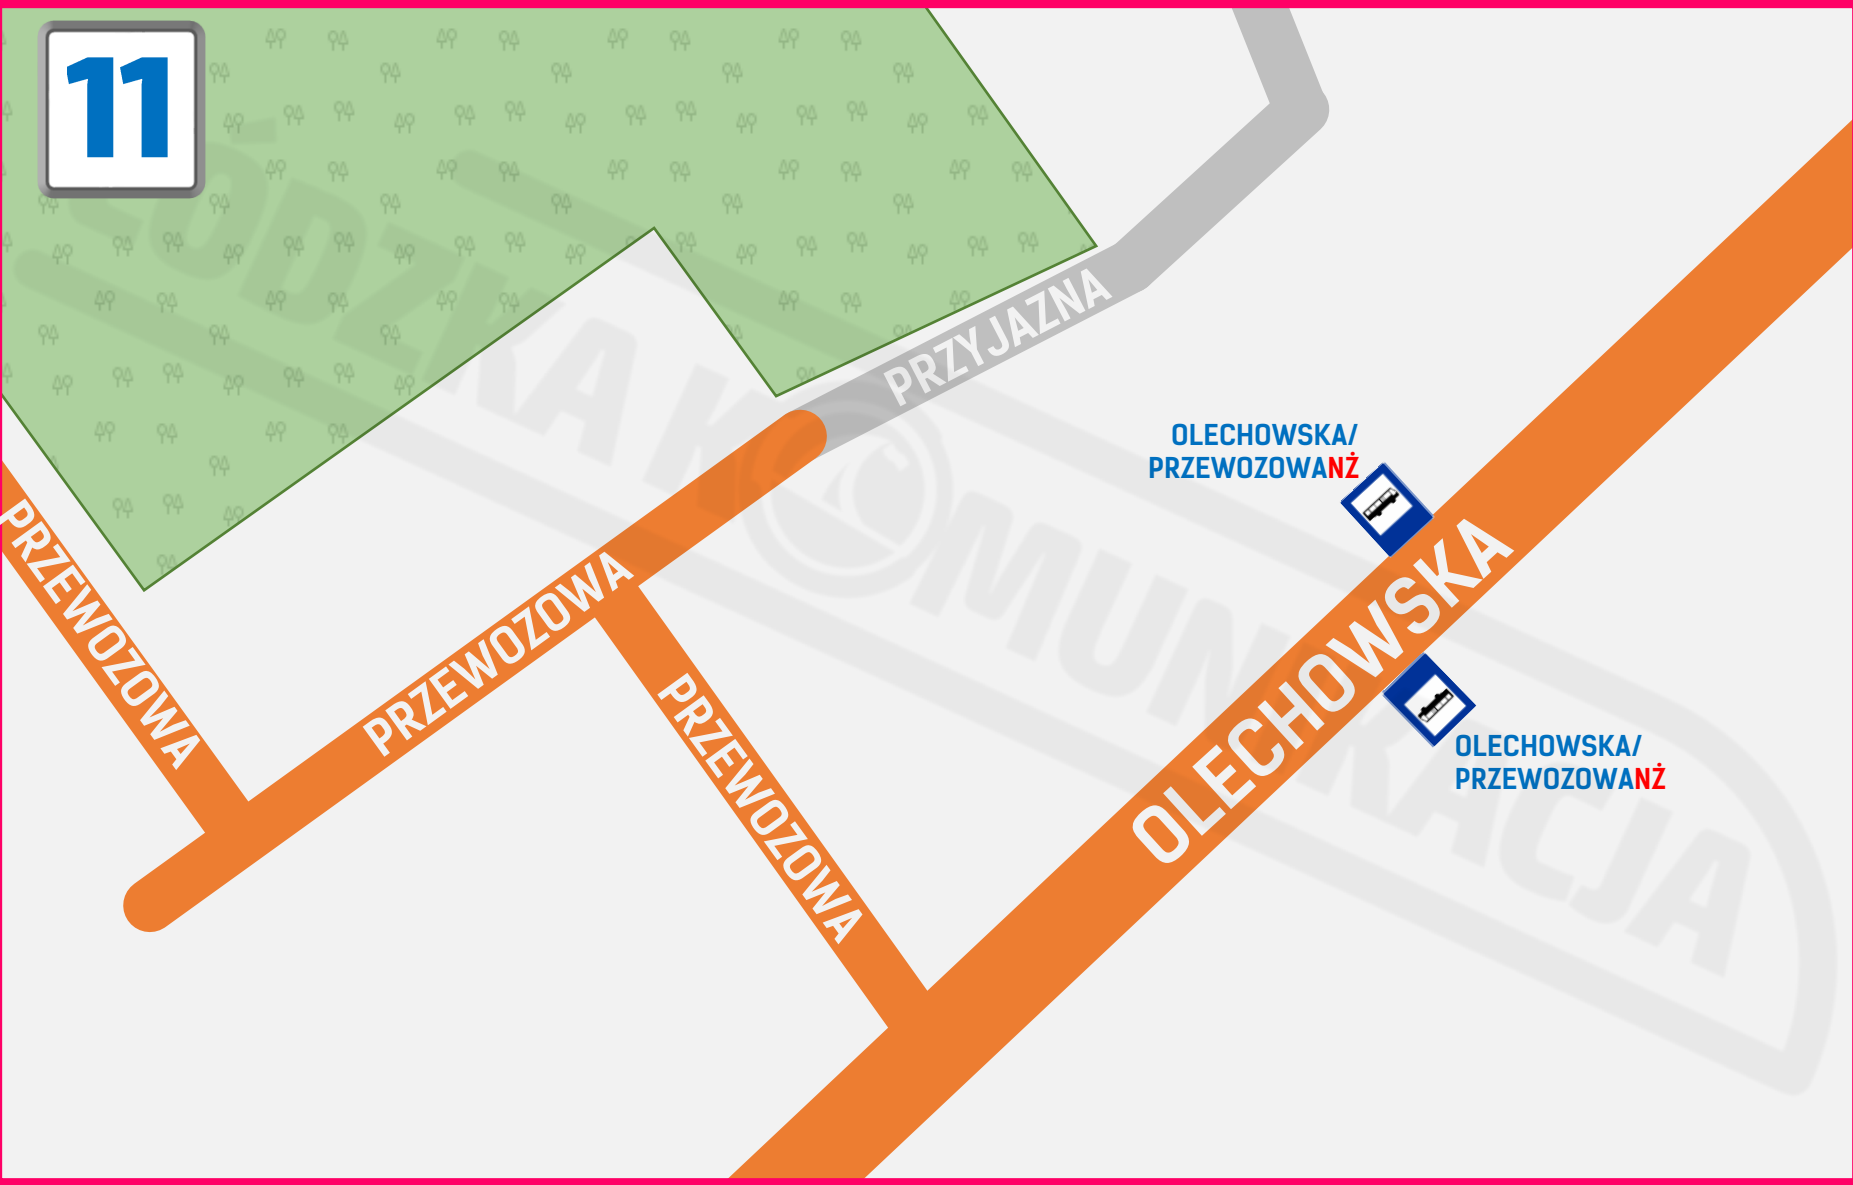 11
ŁÓDZKA KOMUNIKACJA
PRZYJAZNA
OLECHOWSKA/
PRZEWOZOWANŻ
PRZEWOZOWA
PRZEWOZOWA
PRZEWOZOWA
OLECHOWSKA
OLECHOWSKA/
PRZEWOZOWANŻ